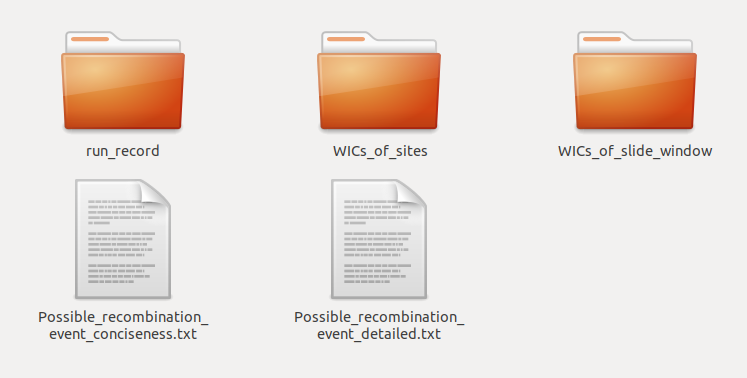 run_record
WICs_of_sites
WICs_of_slide_window
Possible_recombination_
event_conciseness.txt
Possible_recombination_
event_detailed.txt